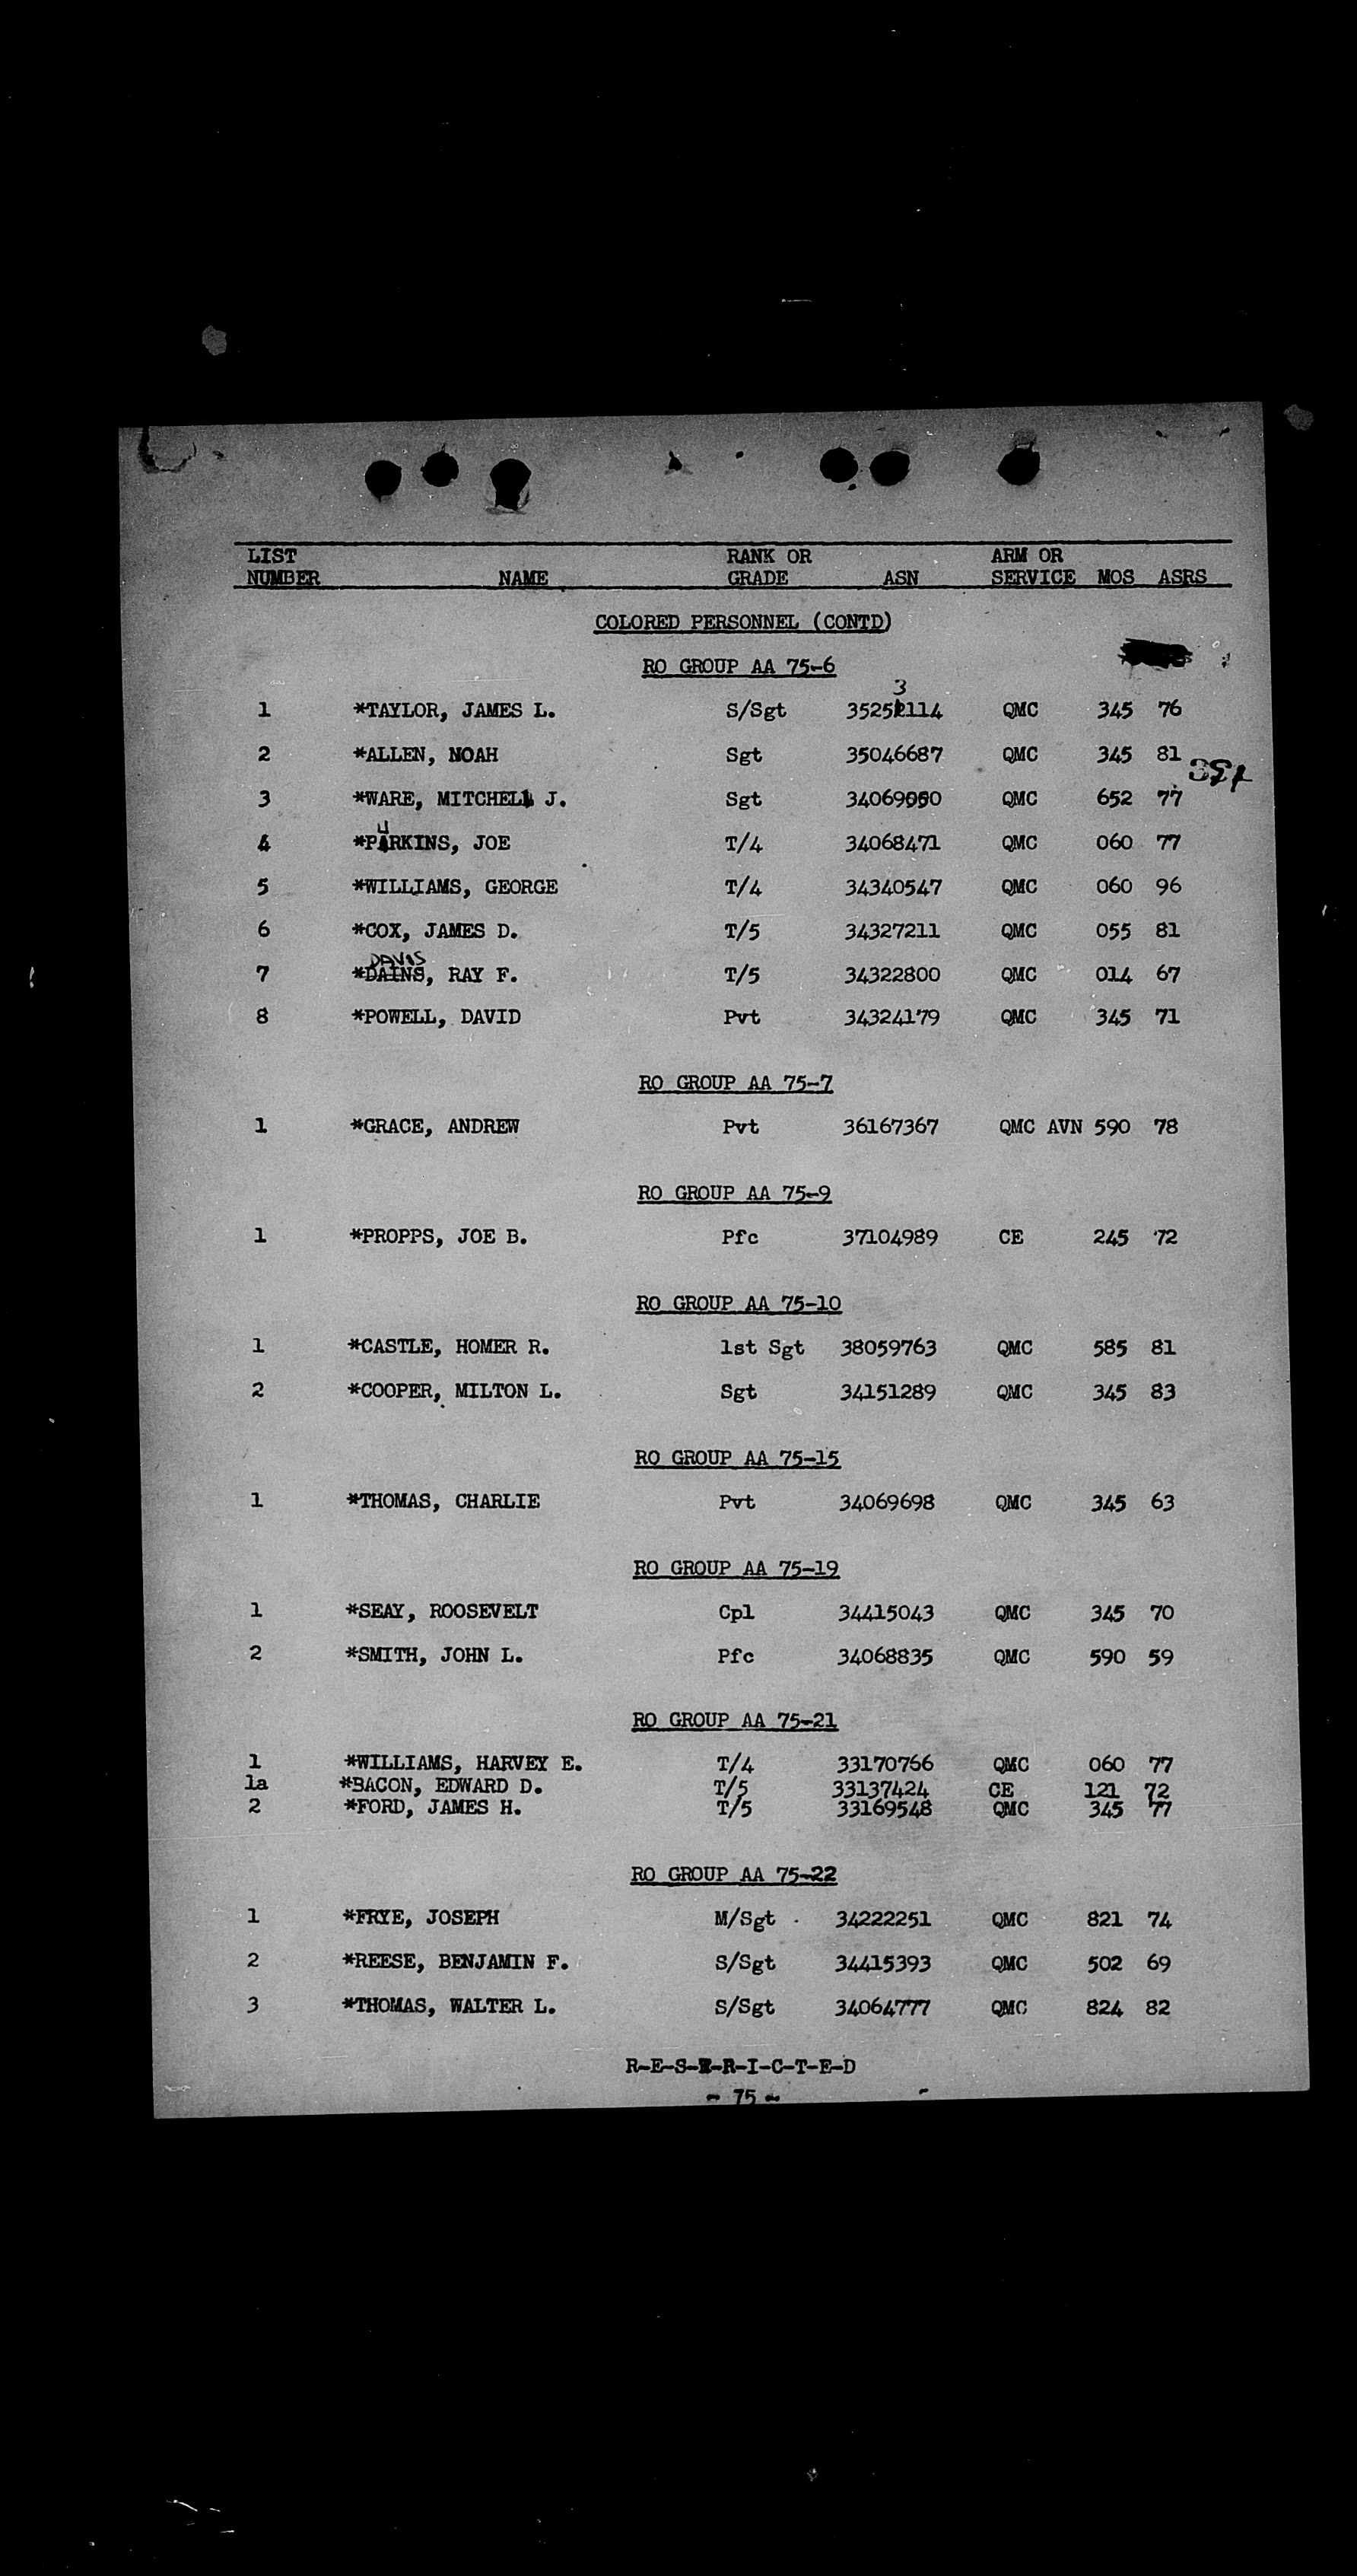 LIST NUMBER NAME RANK OR GRADE ASN ARM OR SERVICE MOS ASRS
COLORED PERSONNEL (CONTD)
RO GROUP AA 75-6
3
1 *TAYLOR, JAMES L. S/Sgt 3525114 QMC 345 76
2 *ALLEN, NOAH Sgt 35046687 QMC 345 81
3 *WARE, MITCHELL J. Sgt QMC 652 77
u
4 *PARKINS, JOE T/4 34068471 QMC 060 77
5 *WILLIAMS, GEORGE T/4 34340547 QMC 060 96
6 *COX, JAMES D. T/5 34327211 QMC 055 81
DAVIS
7 *DAINS, RAY F. T/5 34322800 QMC 014 67
8 *POWELL, DAVID Pvt 34324179 QMC 345 71
RO GROUP AA 75-7
1 *GRACE, ANDREW Pvt 36167367 QMC AVN 590 78
RO GROUP AA 75-9
1 *PROPPS, JOE B. Pfc 37104989 CE 245 72
RO GROUP AA 75-10
1 *CASTLE, HOMER R. 1st Sgt 38059763 QMC 585 81
2 *COOPER, MILTON L. Sgt 34151289 QMC 345 83
RO GROUP AA 75-15
1 *THOMAS, CHARLIE Pvt 34069698 QMC 345 63
RO GROUP AA 75-19
1 *SEAY, ROOSEVELT Cpl 34415043 QMC 345 70
2 *SMITH, JOHN L. Pfc 34068835 QMC 590 59
RO GROUP AA 75-21
1 *WILLIAMS, HARVEY E. T/4 33170766 QMC 060 77
1a *BACON, EDWARD D. T/5 33137424 CE 121 72
2 *FORD, JAMES H. T/5 33169548 QMC 345 77
RO GROUP AA 75-22
1 *FRYE, JOSEPH M/Sgt 34222251 QMC 821 74
2 *REESE, BENJAMIN F. S/Sgt 34415393 QMC 502 69
3 *THOMAS, WALTER L. S/Sgt 34064777 QMC 824 82
R-E-S-T-R-I-C-T-E-D
- 75 -